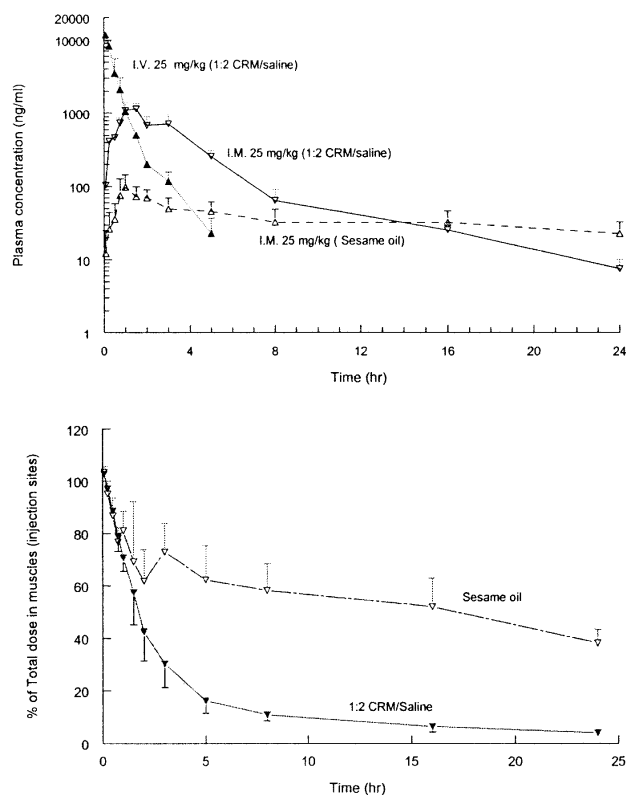 10000
1000
100
10
1
Plasma concentration (ng/ml)
I.V. 25 mg/kg (1:2 CRM/saline)
I.M. 25 mg/kg (1:2 CRM/saline)
I.M. 25 mg/kg ( Sesame oil)
0 4 8 12 16 20 24
Time (hr)
120
100
80
60
40
20
0
% of Total dose in muscles (injection sites)
Sesame oil
1:2 CRM/Saline
0 5 10 15 20 25
Time (hr)